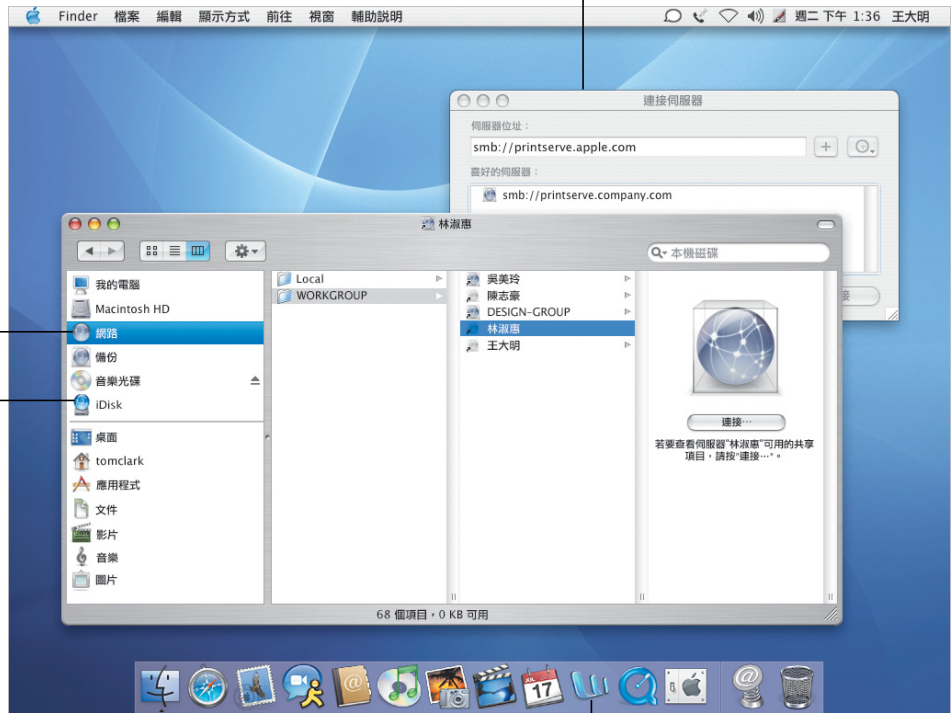 Finder 檔案 編輯 顯示方式 前往 視窗 輔助說明 週二 下午 1:36 王大明
連接伺服器
伺服器位址：
smb://printserve.apple.com
喜好的伺服器：
smb://printserve.company.com
接
林淑惠
本機磁碟
我的電腦
Macintosh HD
網路
備份
音樂光碟
iDisk
桌面
tomclark
應用程式
文件
影片
音樂
圖片
Local
WORKGROUP
吳美玲
陳志豪
DESIGN-GROUP
林淑惠
王大明
連接…
若要查看伺服器“林淑惠”可用的共享
項目，請按“連接…”。
68 個項目，0 KB 可用
JUL
17